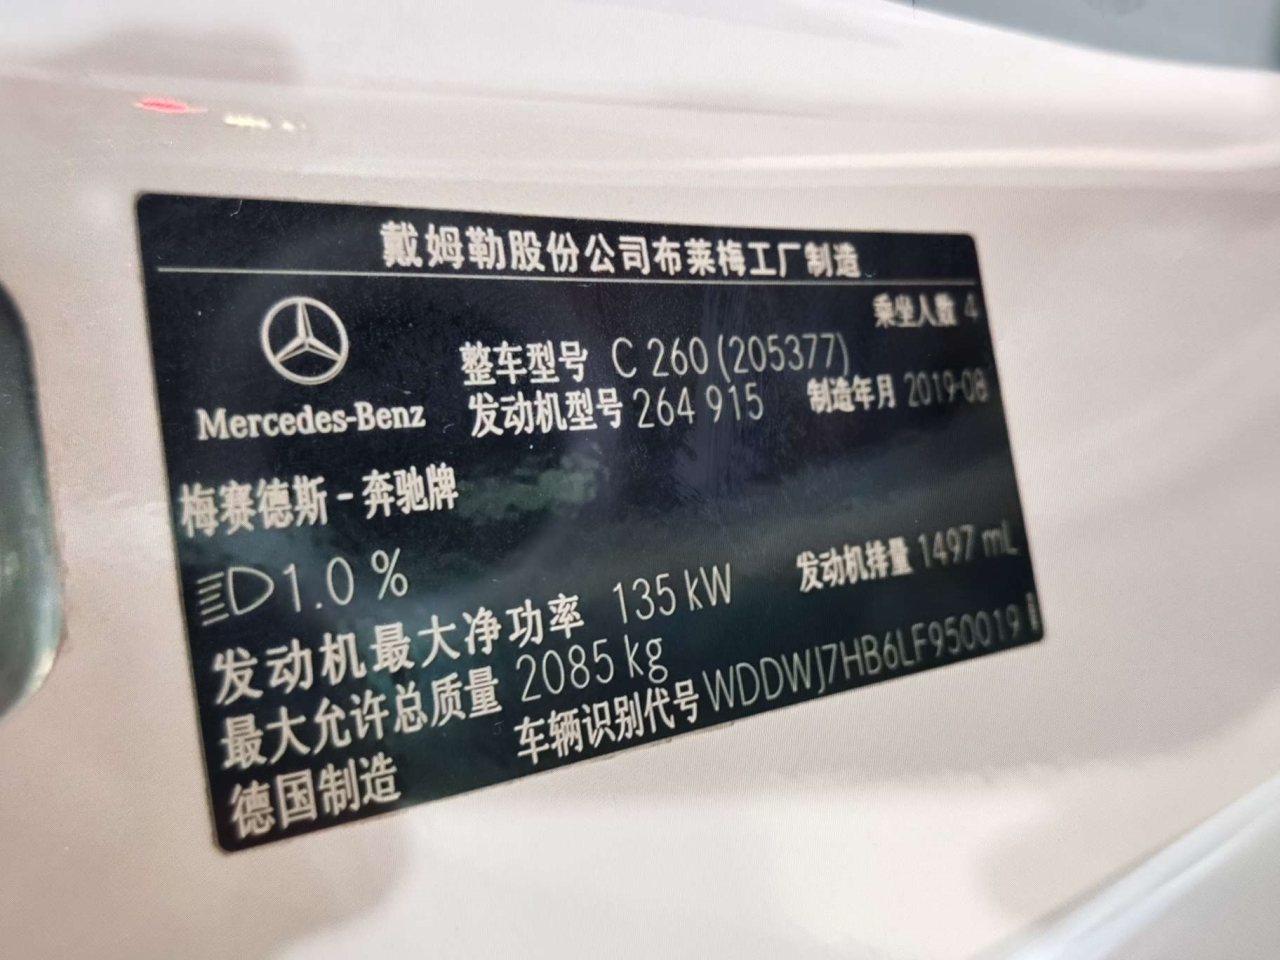 戴姆勒股份公司布莱梅工厂制造
乘坐人数 4
整车型号 C 260 (205377)
发动机型号 264 915 制造年月 2019-08
Mercedes-Benz
梅赛德斯-奔驰牌
1.0 %
发动机最大净功率 135 kW 发动机排量 1497 mL
最大允许总质量 2085 kg
德国制造 车辆识别代号 WDDWJ7HB6LF950019